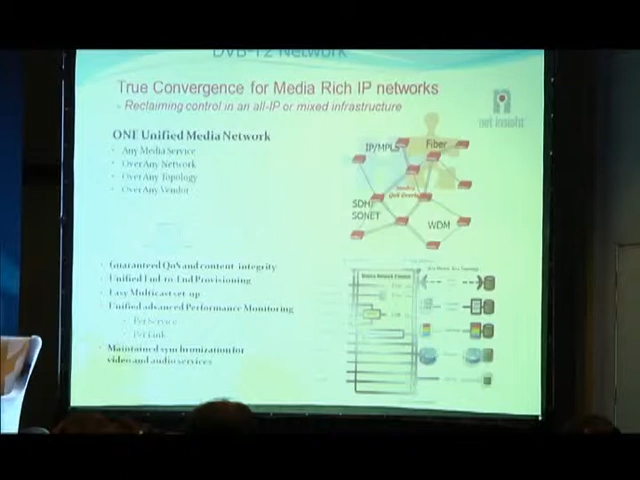 DVB-T2 Network
True Convergence for Media Rich IP networks
- Reclaiming control in an all-IP or mixed infrastructure
net insight
ONE Unified Media Network
Any Media Service
Over Any Network
Over Any Topology
Over Any Vendor
IP/MPLS
Fiber
SDH/
SONET
WDM
Guaranteed QoS and content integrity
Unified End-to-End Provisioning
Easy Multicast set-up
Unified advanced Performance Monitoring
Per Service
Per Link
Maintained synchronization for
video and audio services